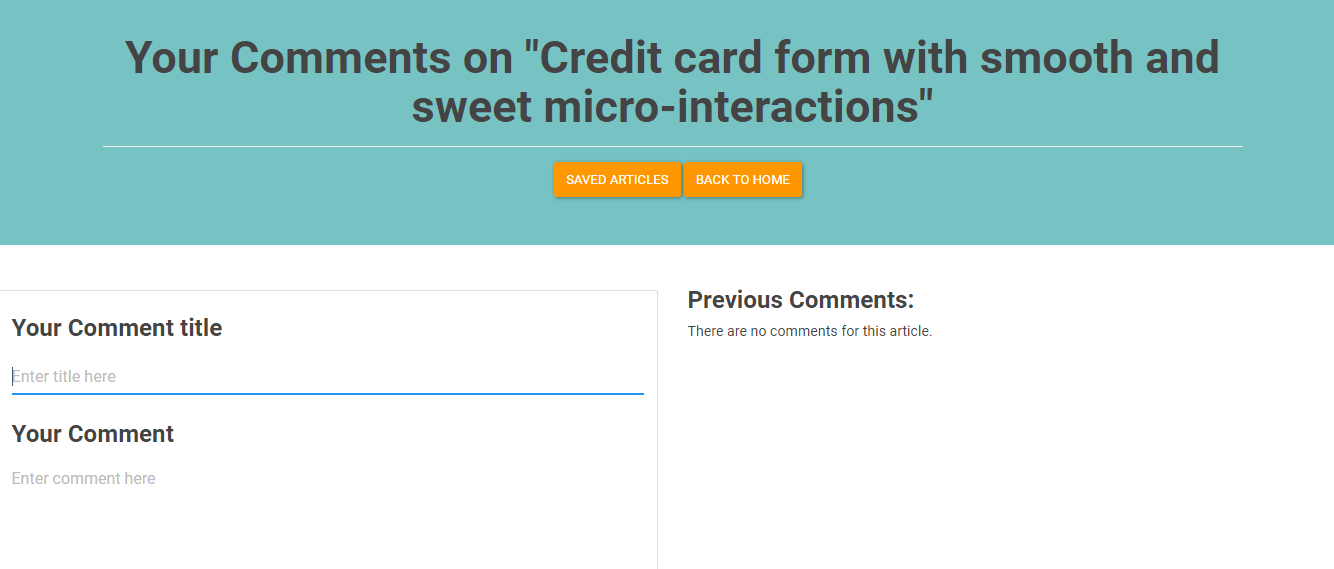 Your Comments on "Credit card form with smooth and
sweet micro-interactions"
SAVED ARTICLES BACK TO HOME
Your Comment title
Enter title here
Your Comment
Enter comment here
Previous Comments:
There are no comments for this article.